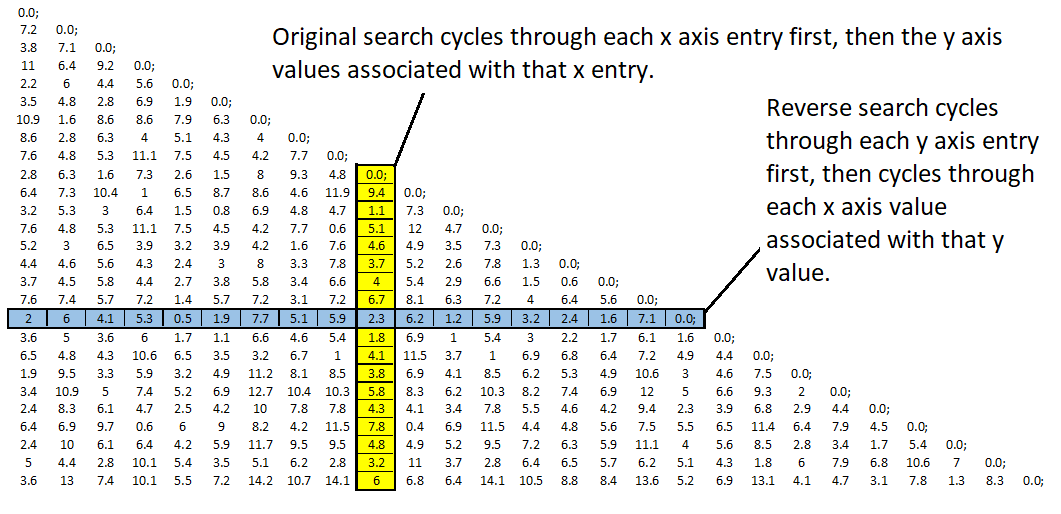 0.0;
7.2 0.0;
3.8 7.1 0.0;
Original search cycles through each x axis entry first, then the y axis
11 6.4 9.2 0.0;
values associated with that x entry.
2.2 6 4.4 5.6 0.0;
3.5 4.8 2.8 6.9 1.9 0.0;
Reverse search cycles
10.9 1.6 8.6 8.6 7.9 6.3 0.0;
8.6 2.8 6.3 4 5.1 4.3 4 0.0;
through each y axis entry
7.6 4.8 5.3 11.1 7.5 4.5 4.2 7.7 0.0;
2.8 6.3 1.6 7.3 2.6 1.5 8 9.3 4.8 0.0;
first, then cycles through
6.4 7.3 10.4 1 6.5 8.7 8.6 4.6 11.9 9.4 0.0;
each x axis value
3.2 5.3 3 6.4 1.5 0.8 6.9 4.8 4.7 1.1 7.3 0.0;
7.6 4.8 5.3 11.1 7.5 4.5 4.2 7.7 0.6 5.1 12 4.7 0.0;
associated with that y
5.2 3 6.5 3.9 3.2 3.9 4.2 1.6 7.6 4.6 4.9 3.5 7.3 0.0;
4.4 4.6 5.6 4.3 2.4 3 8 3.3 7.8 3.7 5.2 2.6 7.8 1.3 0.0;
value.
3.7 4.5 5.8 4.4 2.7 3.8 5.8 3.4 6.6 4 5.4 2.9 6.6 1.5 0.6 0.0;
7.6 7.4 5.7 7.2 1.4 5.7 7.2 3.1 7.2 6.7 8.1 6.3 7.2 4 6.4 5.6 0.0;
2 6 4.1 5.3 0.5 1.9 7.7 5.1 5.9 2.3 6.2 1.2 5.9 3.2 2.4 1.6 7.1 0.0;
3.6 5 3.6 6 1.7 1.1 6.6 4.6 5.4 1.8 6.9 1 5.4 3 2.2 1.7 6.1 1.6 0.0;
6.5 4.8 4.3 10.6 6.5 3.5 3.2 6.7 1 4.1 11.5 3.7 1 6.9 6.8 6.4 7.2 4.9 4.4 0.0;
1.9 9.5 3.3 5.9 3.2 4.9 11.2 8.1 8.5 3.8 6.9 4.1 8.5 6.2 5.3 4.9 10.6 3 4.6 7.5 0.0;
3.4 10.9 5 7.4 5.2 6.9 12.7 10.4 10.3 5.8 8.3 6.2 10.3 8.2 7.4 6.9 12 5 6.6 9.3 2 0.0;
2.4 8.3 6.1 4.7 2.5 4.2 10 7.8 7.8 4.3 4.1 3.4 7.8 5.5 4.6 4.2 9.4 2.3 3.9 6.8 2.9 4.4 0.0;
6.4 6.9 9.7 0.6 6 9 8.2 4.2 11.5 7.8 0.4 6.9 11.5 4.4 4.8 5.6 7.5 5.5 6.5 11.4 6.4 7.9 4.5 0.0;
2.4 10 6.1 6.4 4.2 5.9 11.7 9.5 9.5 4.8 4.9 5.2 9.5 7.2 6.3 5.9 11.1 4 5.6 8.5 2.8 3.4 1.7 5.4 0.0;
5 4.4 2.8 10.1 5.4 3.5 5.1 6.2 2.8 3.2 11 3.7 2.8 6.4 6.5 5.7 6.2 5.1 4.3 1.8 6 7.9 6.8 10.6 7 0.0;
3.6 13 7.4 10.1 5.5 7.2 14.2 10.7 14.1 6 6.8 6.4 14.1 10.5 8.8 8.4 13.6 5.2 6.9 13.1 4.1 4.7 3.1 7.8 1.3 8.3 0.0;